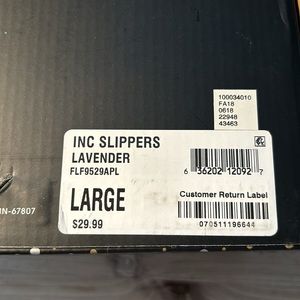 100034010
FA18
0618
22948
43463
INC SLIPPERS
LAVENDER
FLF9529APL
6 36202 12092 7
LARGE
$29.99
Customer Return Label
070511196644
IN-67807